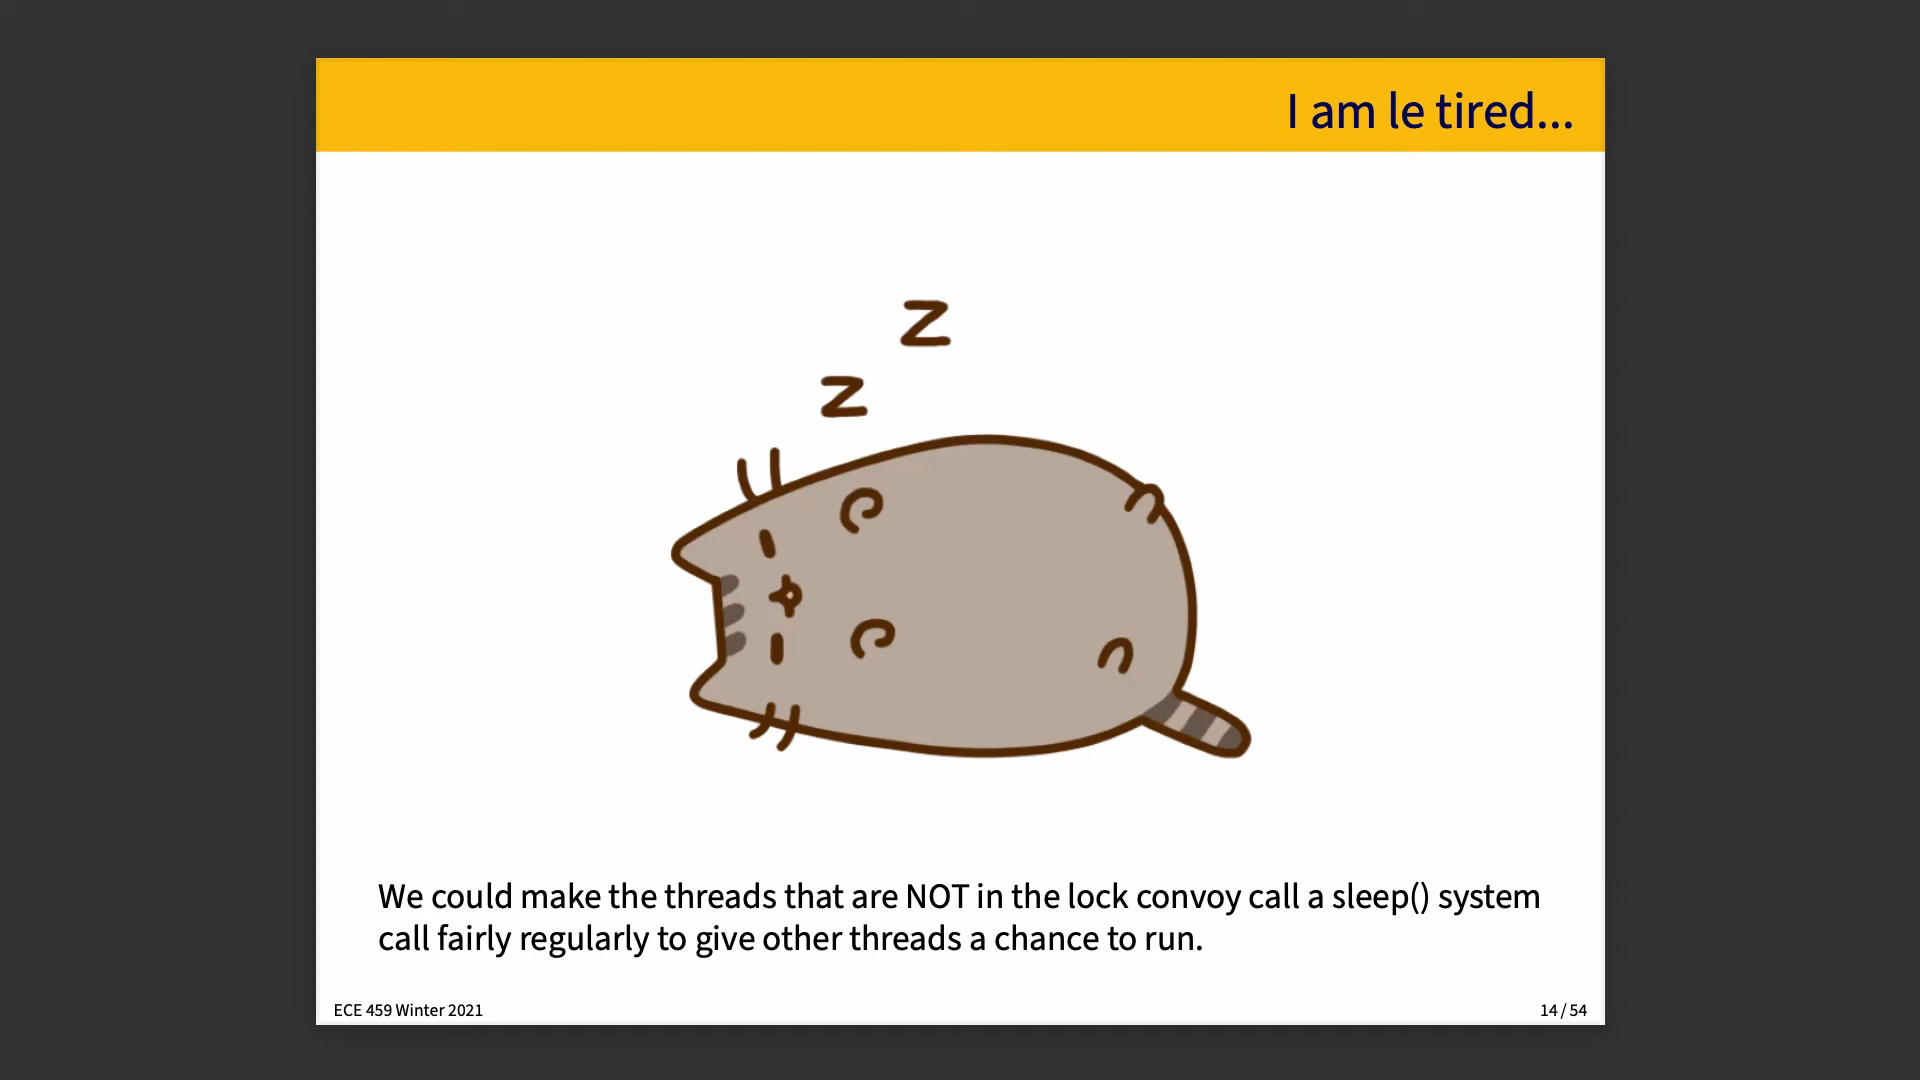 I am le tired...
z
z
We could make the threads that are NOT in the lock convoy call a sleep() system
call fairly regularly to give other threads a chance to run.
ECE 459 Winter 2021
14 / 54